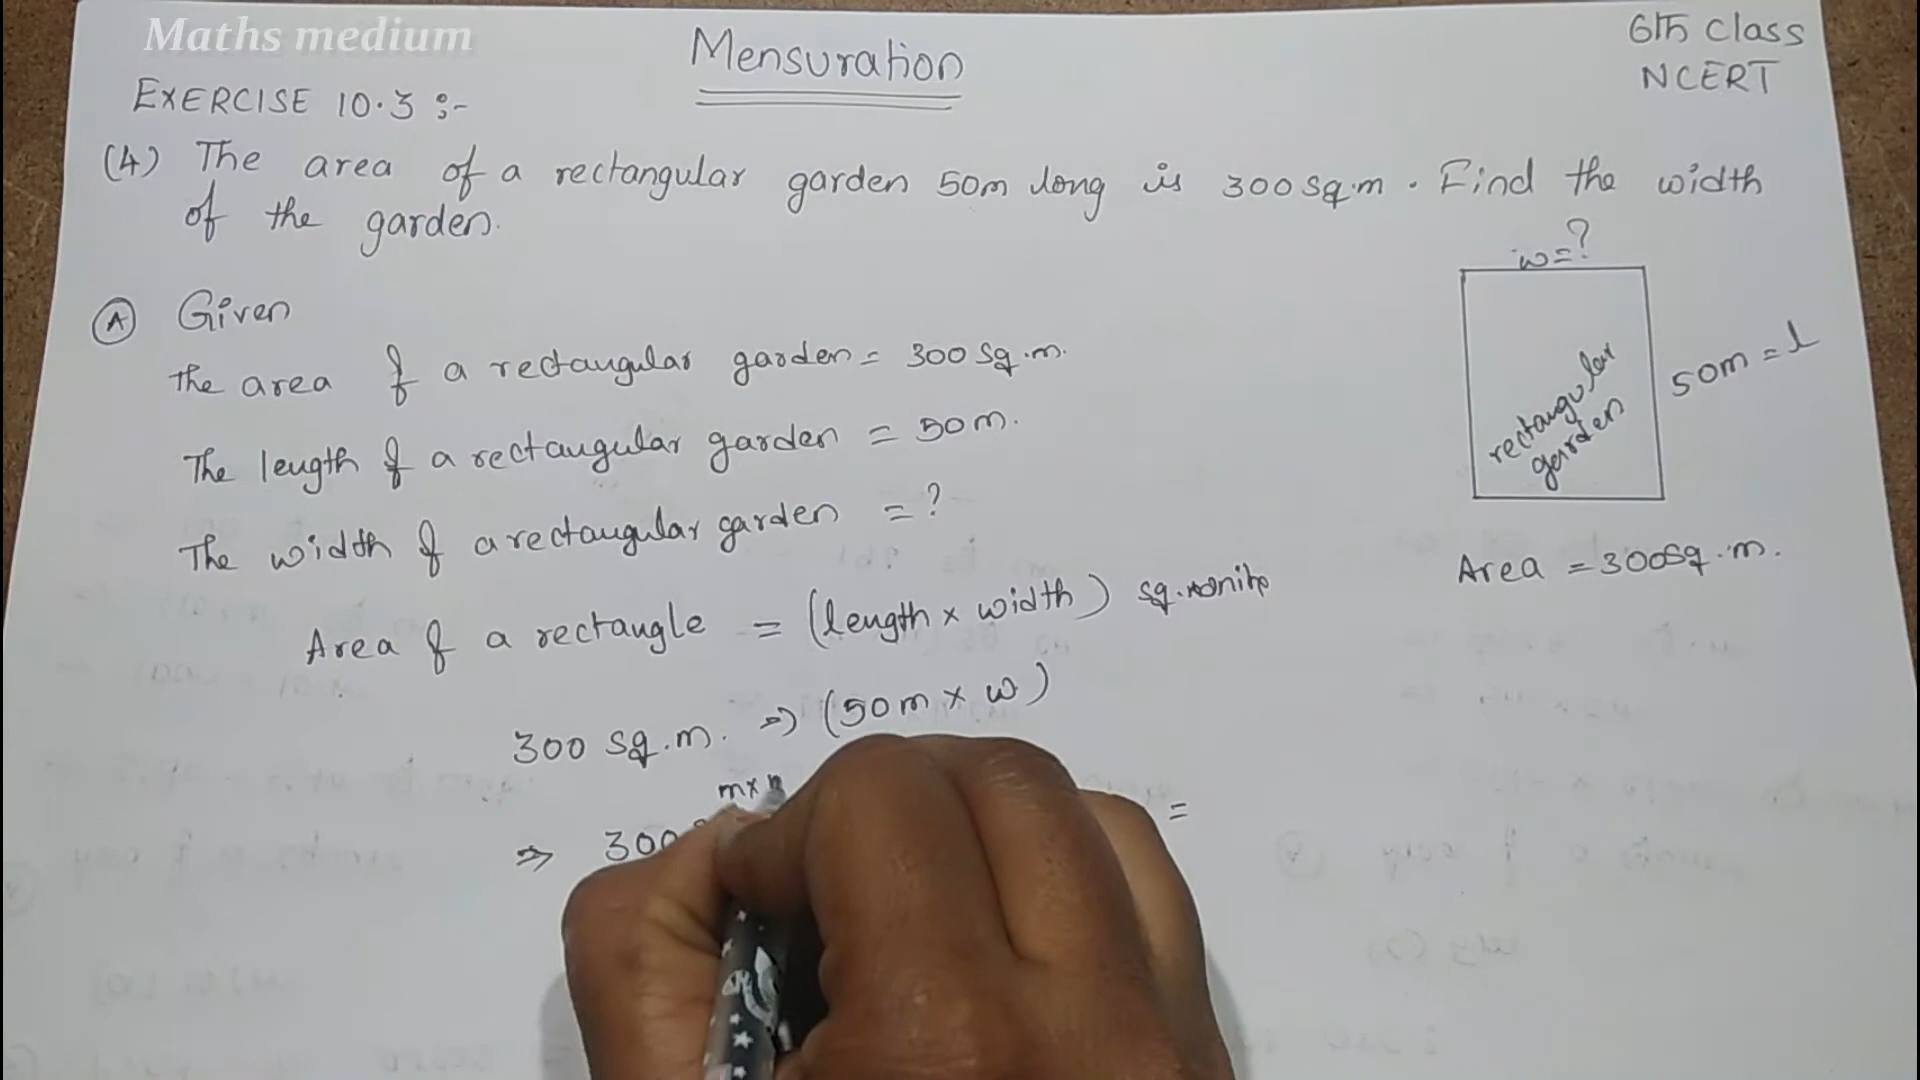 Maths medium
Mensuration
6th Class
NCERT
EXERCISE 10.3 :-
(4) The area of a rectangular garden 50m long is 300 sq.m. Find the width
of the garden.
w=?
rectangular
garden
50m = l
Area = 300 sq.m.
A Given
The area of a rectangular garden = 300 sq.m.
The length of a rectangular garden = 50m.
The width of a rectangular garden = ?
Area of a rectangle = (length × width) sq.
300 sq.m. ⇒ (50m × w)
m×
⇒ 300
=